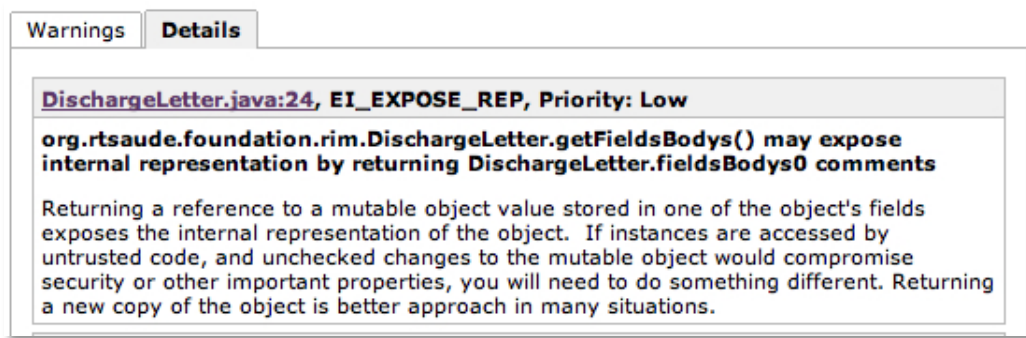 Warnings Details
DischargeLetter.java:24, EI_EXPOSE_REP, Priority: Low
org.rtsaude.foundation.rim.DischargeLetter.getFieldsBodys() may expose
internal representation by returning DischargeLetter.fieldsBodys0 comments
Returning a reference to a mutable object value stored in one of the object's fields
exposes the internal representation of the object.  If instances are accessed by
untrusted code, and unchecked changes to the mutable object would compromise
security or other important properties, you will need to do something different. Returning
a new copy of the object is better approach in many situations.